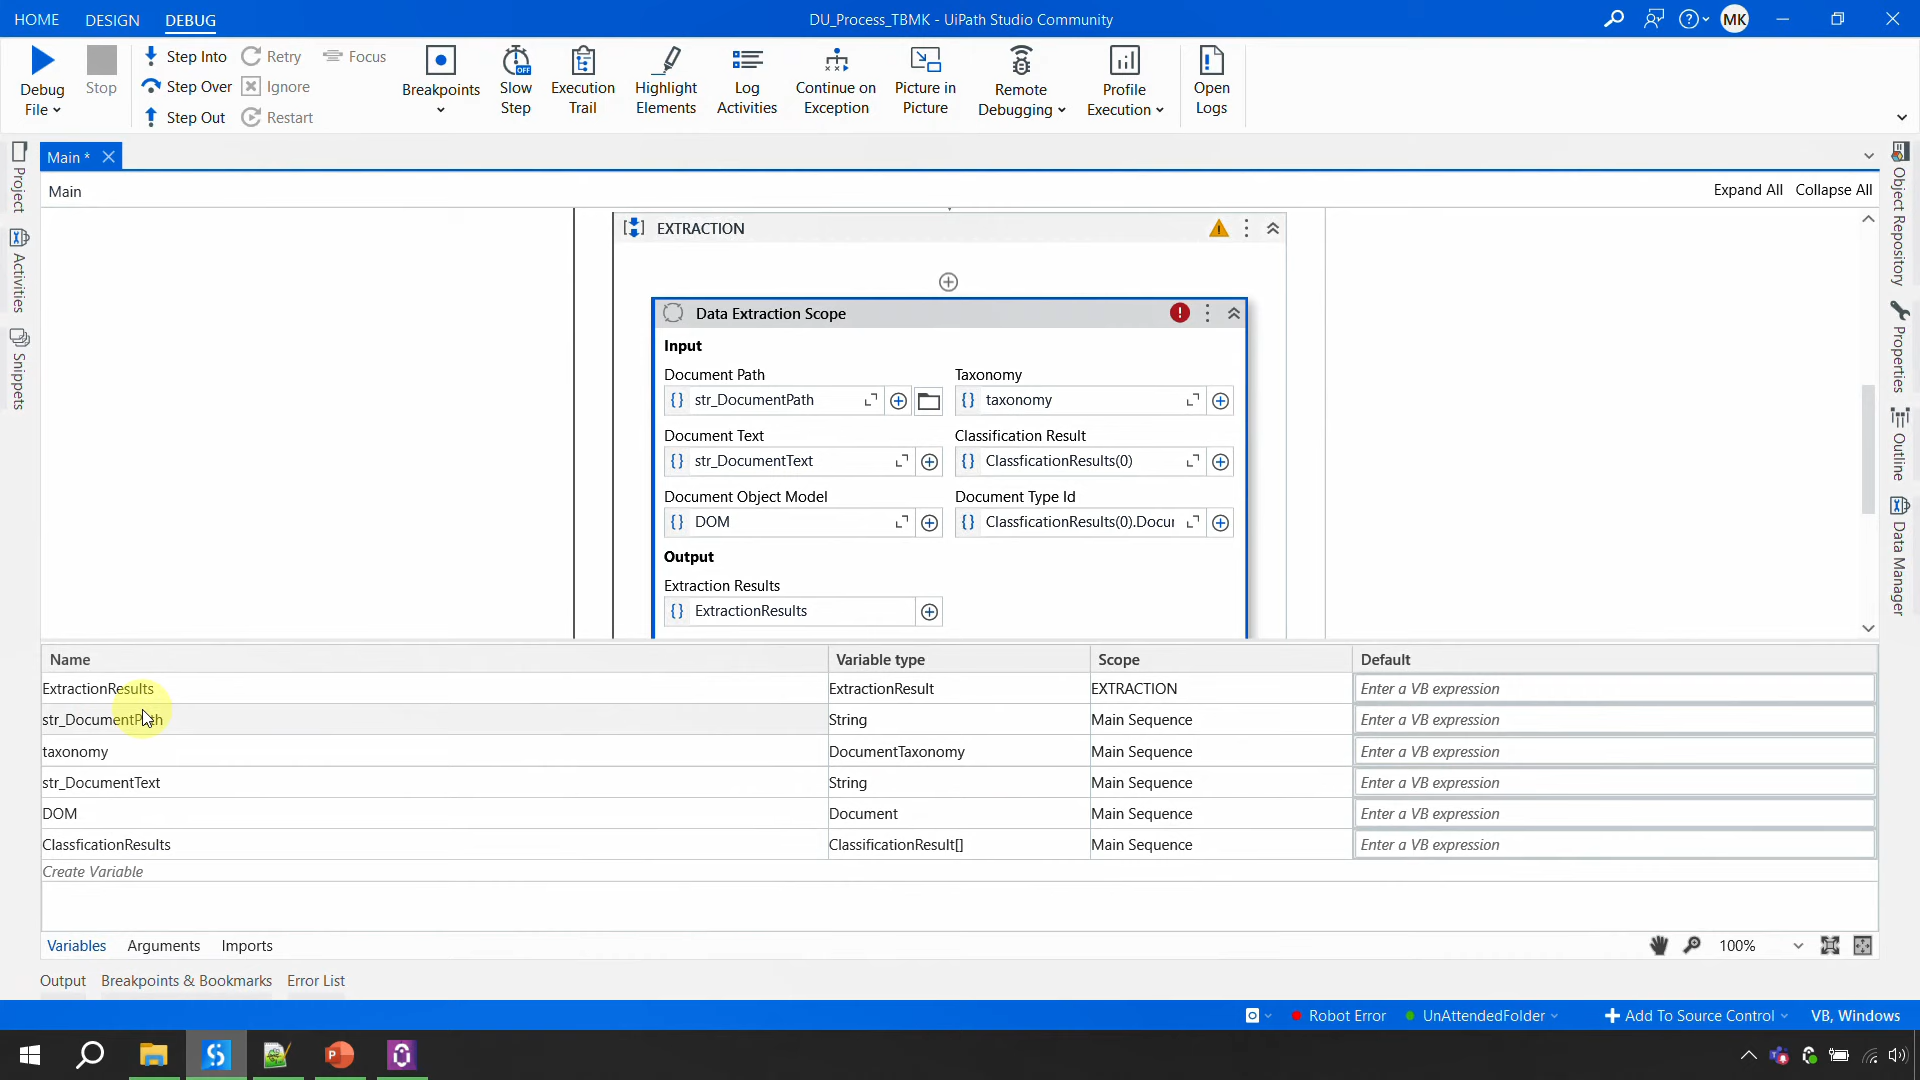 HOME DESIGN DEBUG
DU_Process_TBMK - UiPath Studio Community
MK
Debug File
Stop
Step Into
Step Over
Step Out
Retry
Ignore
Restart
Focus
Breakpoints
Slow Step
Execution Trail
Highlight Elements
Log Activities
Continue on Exception
Picture in Picture
Remote Debugging
Profile Execution
Open Logs
Main *
Main
Expand All Collapse All
Project
Activities
Snippets
Object Repository
Properties
Outline
Data Manager
EXTRACTION
Data Extraction Scope
Input
Document Path Taxonomy
str_DocumentPath taxonomy
Document Text Classification Result
str_DocumentText ClassficationResults(0)
Document Object Model Document Type Id
DOM ClassficationResults(0).Docur
Output
Extraction Results
ExtractionResults
Name Variable type Scope Default
ExtractionResults ExtractionResult EXTRACTION Enter a VB expression
str_DocumentPath String Main Sequence Enter a VB expression
taxonomy DocumentTaxonomy Main Sequence Enter a VB expression
str_DocumentText String Main Sequence Enter a VB expression
DOM Document Main Sequence Enter a VB expression
ClassficationResults ClassificationResult[] Main Sequence Enter a VB expression
Create Variable
Variables Arguments Imports
100%
Output Breakpoints & Bookmarks Error List
Robot Error UnAttendedFolder Add To Source Control VB, Windows